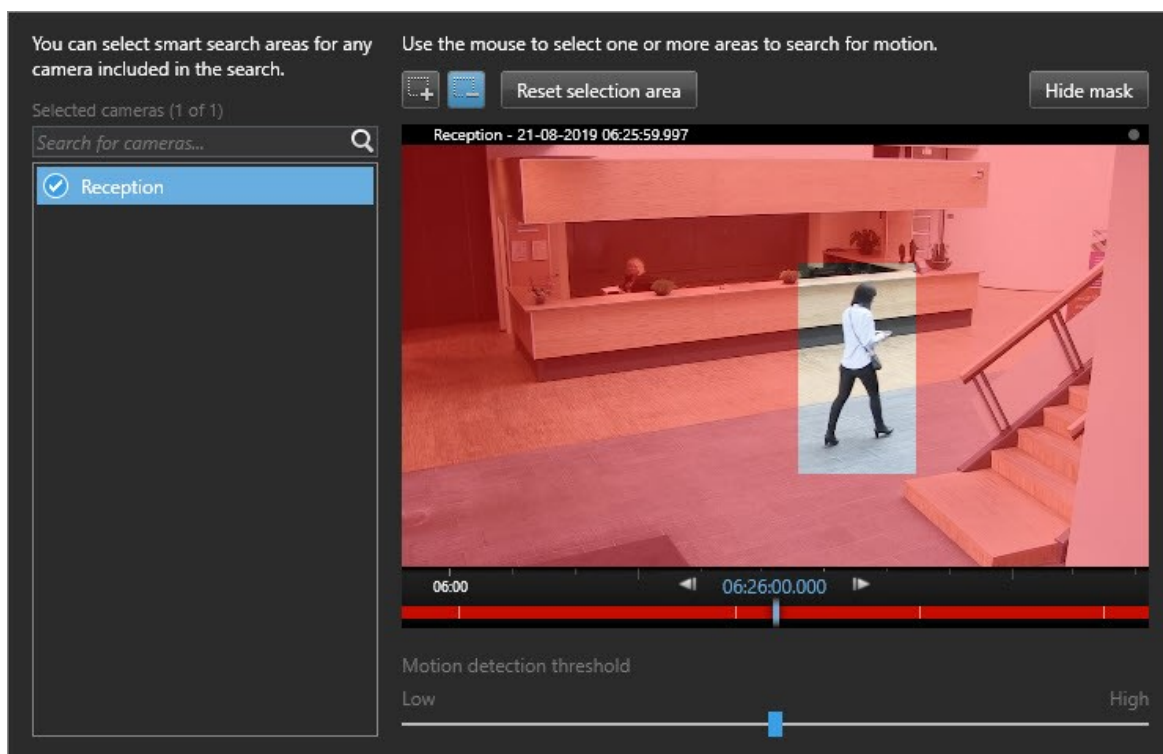 You can select smart search areas for any
camera included in the search.
Selected cameras (1 of 1)
Search for cameras...
Reception
Use the mouse to select one or more areas to search for motion.
Reset selection area
Hide mask
Reception - 21-08-2019 06:25:59.997
06:00
06:26:00.000
Motion detection threshold
Low
High